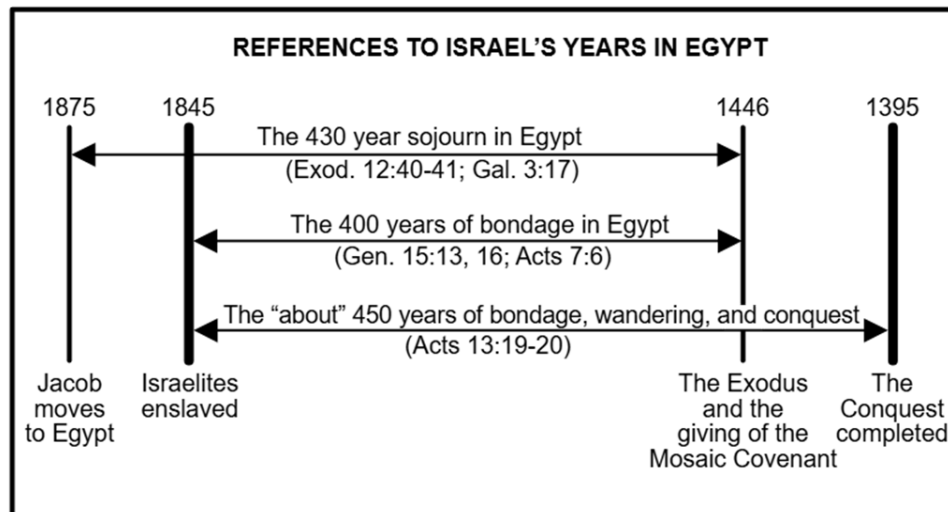 REFERENCES TO ISRAEL'S YEARS IN EGYPT
1875 1845 1446 1395
The 430 year sojourn in Egypt
(Exod. 12:40-41; Gal. 3:17)
The 400 years of bondage in Egypt
(Gen. 15:13, 16; Acts 7:6)
The “about” 450 years of bondage, wandering, and conquest
(Acts 13:19-20)
Jacob
moves
to Egypt
Israelites
enslaved
The Exodus
and the
giving of the
Mosaic Covenant
The
Conquest
completed